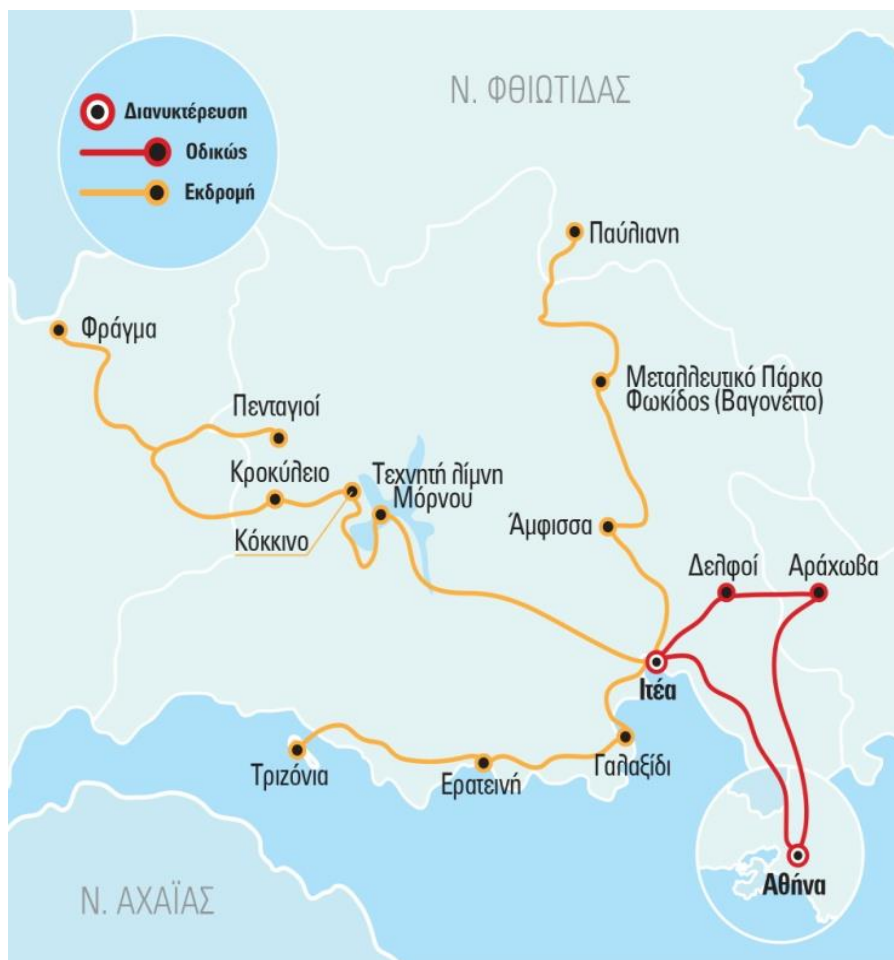 Ν. ΦΘΙΩΤΙΔΑΣ
Διανυκτέρευση
Οδικώς
Εκδρομή
Παύλιανη
Φράγμα
Μεταλλευτικό Πάρκο
Φωκίδος (Βαγονέττο)
Πενταγιοί
Κροκύλειο
Τεχνητή λίμνη
Μόρνου
Κόκκινο
Άμφισσα
Δελφοί
Αράχωβα
Ιτέα
Γαλαξίδι
Τριζόνια
Ερατεινή
Αθήνα
Ν. ΑΧΑΪΑΣ